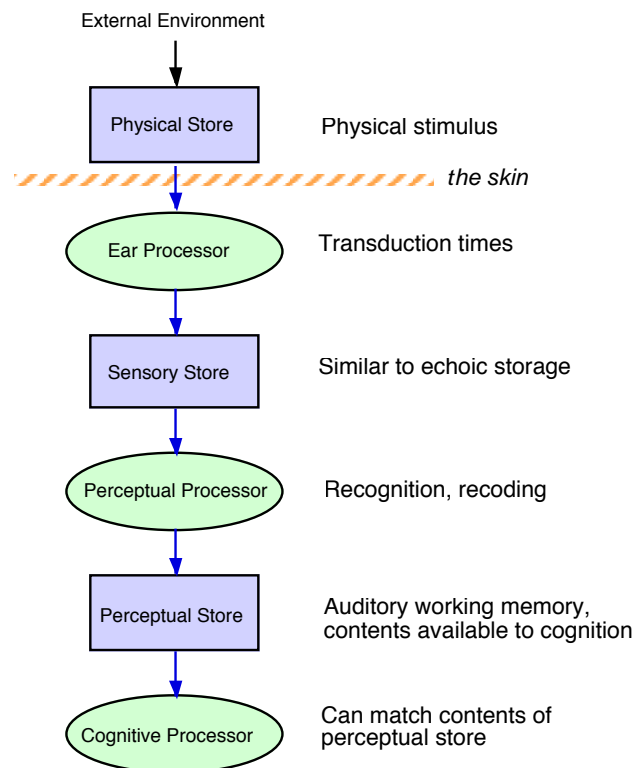 External Environment
Physical Store
Physical stimulus
the skin
Ear Processor
Transduction times
Sensory Store
Similar to echoic storage
Perceptual Processor
Recognition, recoding
Perceptual Store
Auditory working memory,
contents available to cognition
Cognitive Processor
Can match contents of
perceptual store